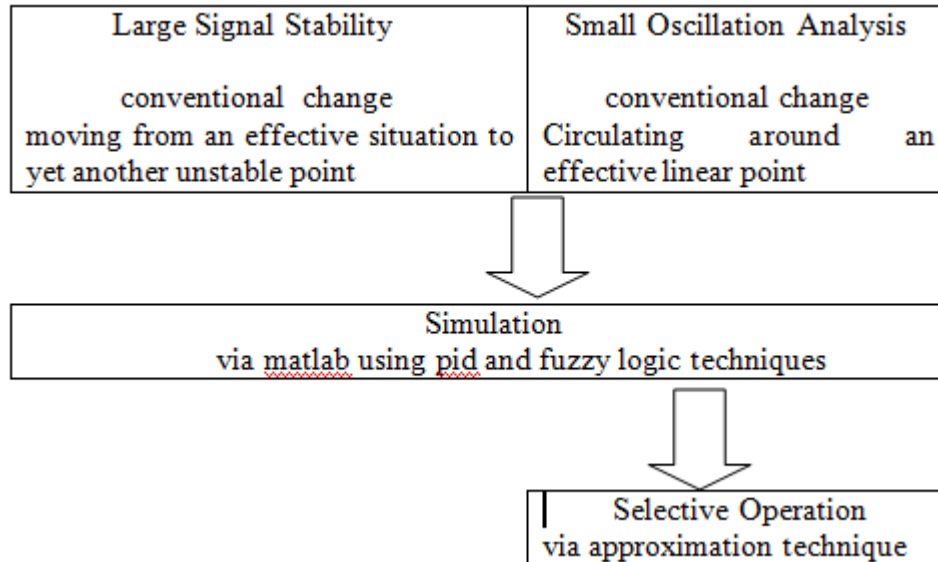 Large Signal Stability
conventional change
moving from an effective situation to
yet another unstable point
Small Oscillation Analysis
conventional change
Circulating around an
effective linear point
Simulation
via matlab using pid and fuzzy logic techniques
Selective Operation
via approximation technique